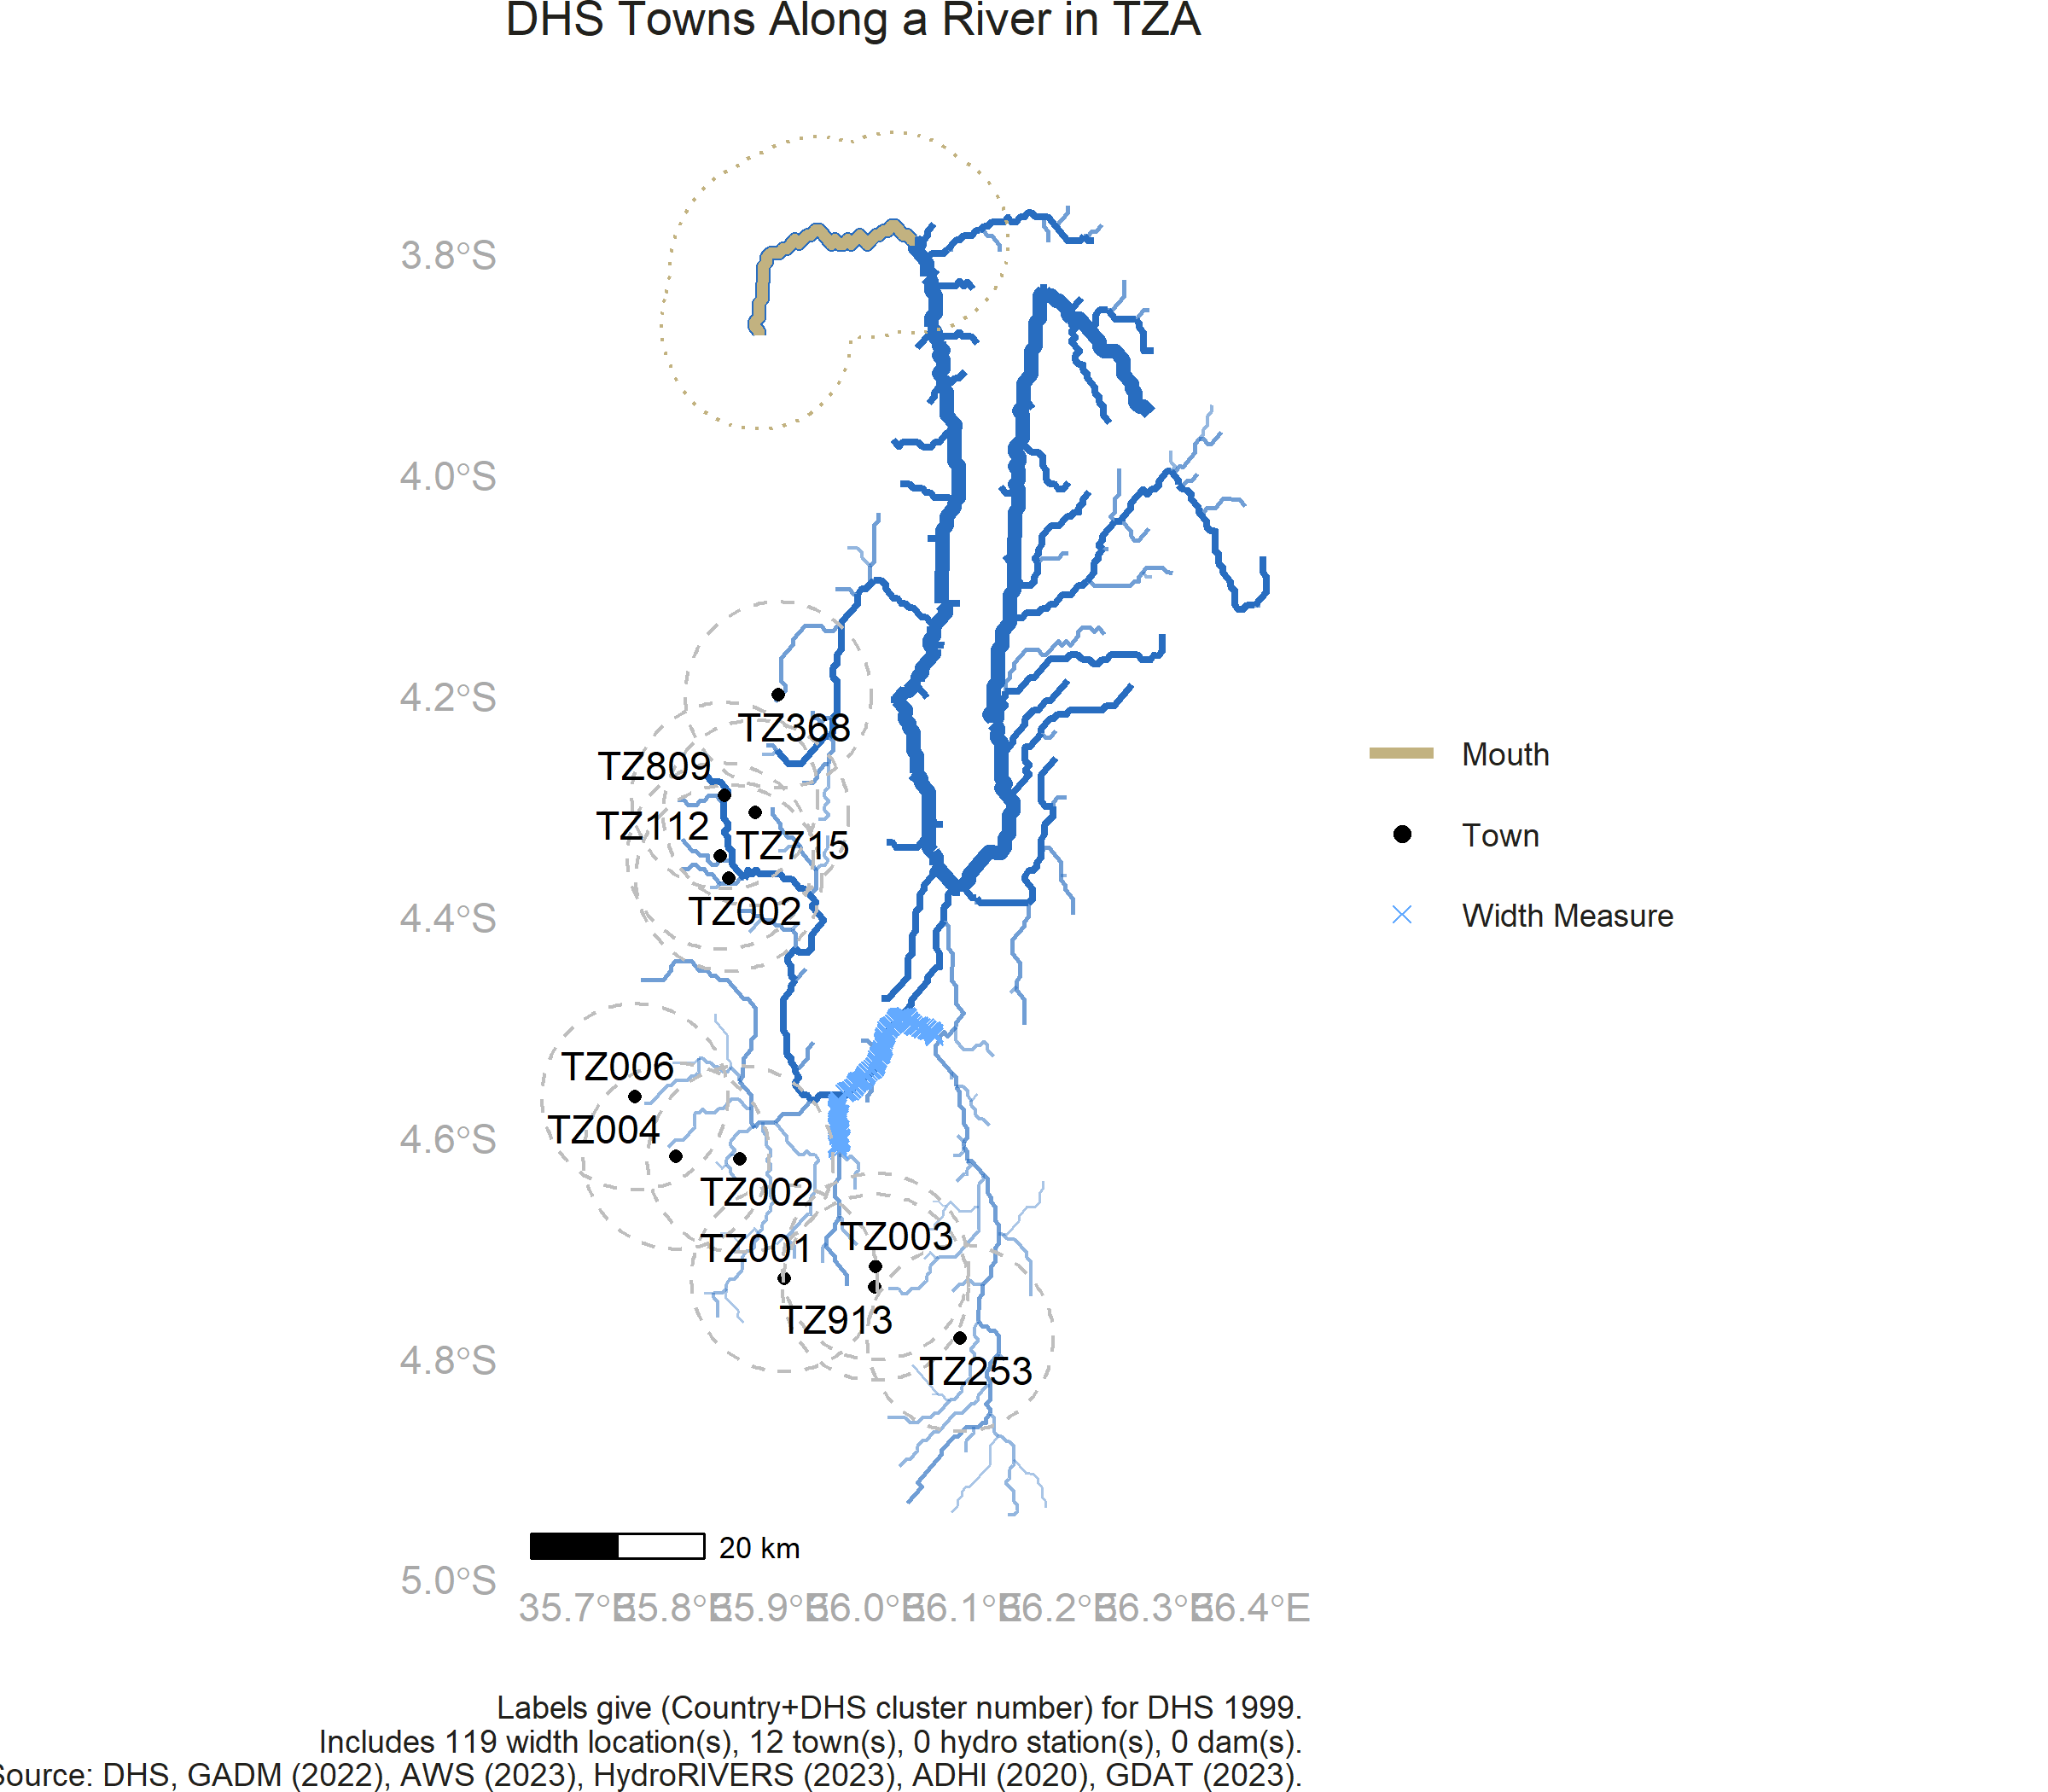 DHS Towns Along a River in TZA
3.8°S
4.0°S
4.2°S
TZ368
TZ809
Mouth
TZ112
Town
TZ715
TZ002
4.4°S
Width Measure
TZ006
TZ004
4.6°S
TZ002
TZ003
TZ001
TZ913
4.8°S
TZ253
20 km
5.0°S
35.7°E 35.8°E 35.9°E 36.0°E 36.1°E 36.2°E 36.3°E 36.4°E
Labels give (Country+DHS cluster number) for DHS 1999.
Includes 119 width location(s), 12 town(s), 0 hydro station(s), 0 dam(s).
Source: DHS, GADM (2022), AWS (2023), HydroRIVERS (2023), ADHI (2020), GDAT (2023).